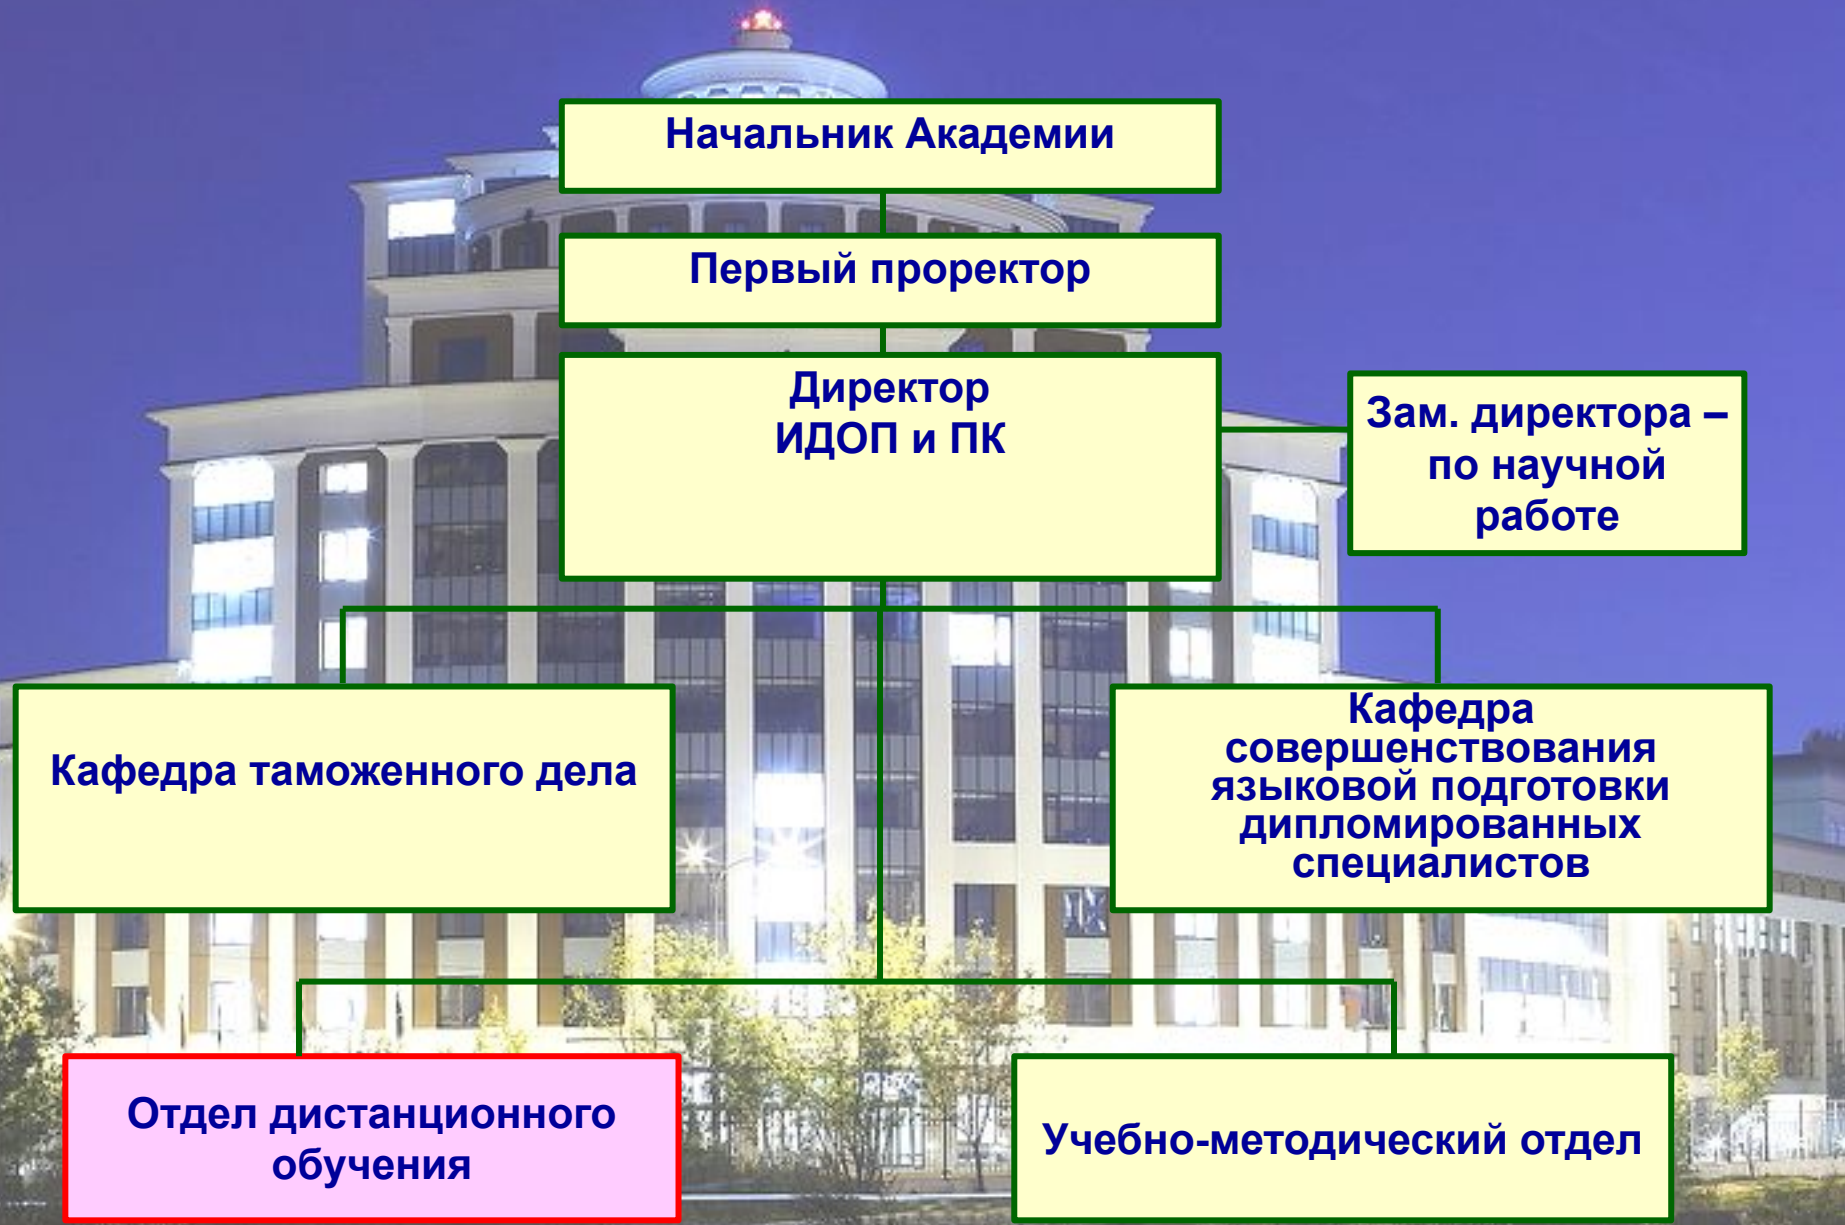 Начальник Академии
Первый проректор
Директор
ИДОП и ПК
Зам. директора –
по научной
работе
Кафедра таможенного дела
Кафедра
совершенствования
языковой подготовки
дипломированных
специалистов
Отдел дистанционного
обучения
Учебно-методический отдел